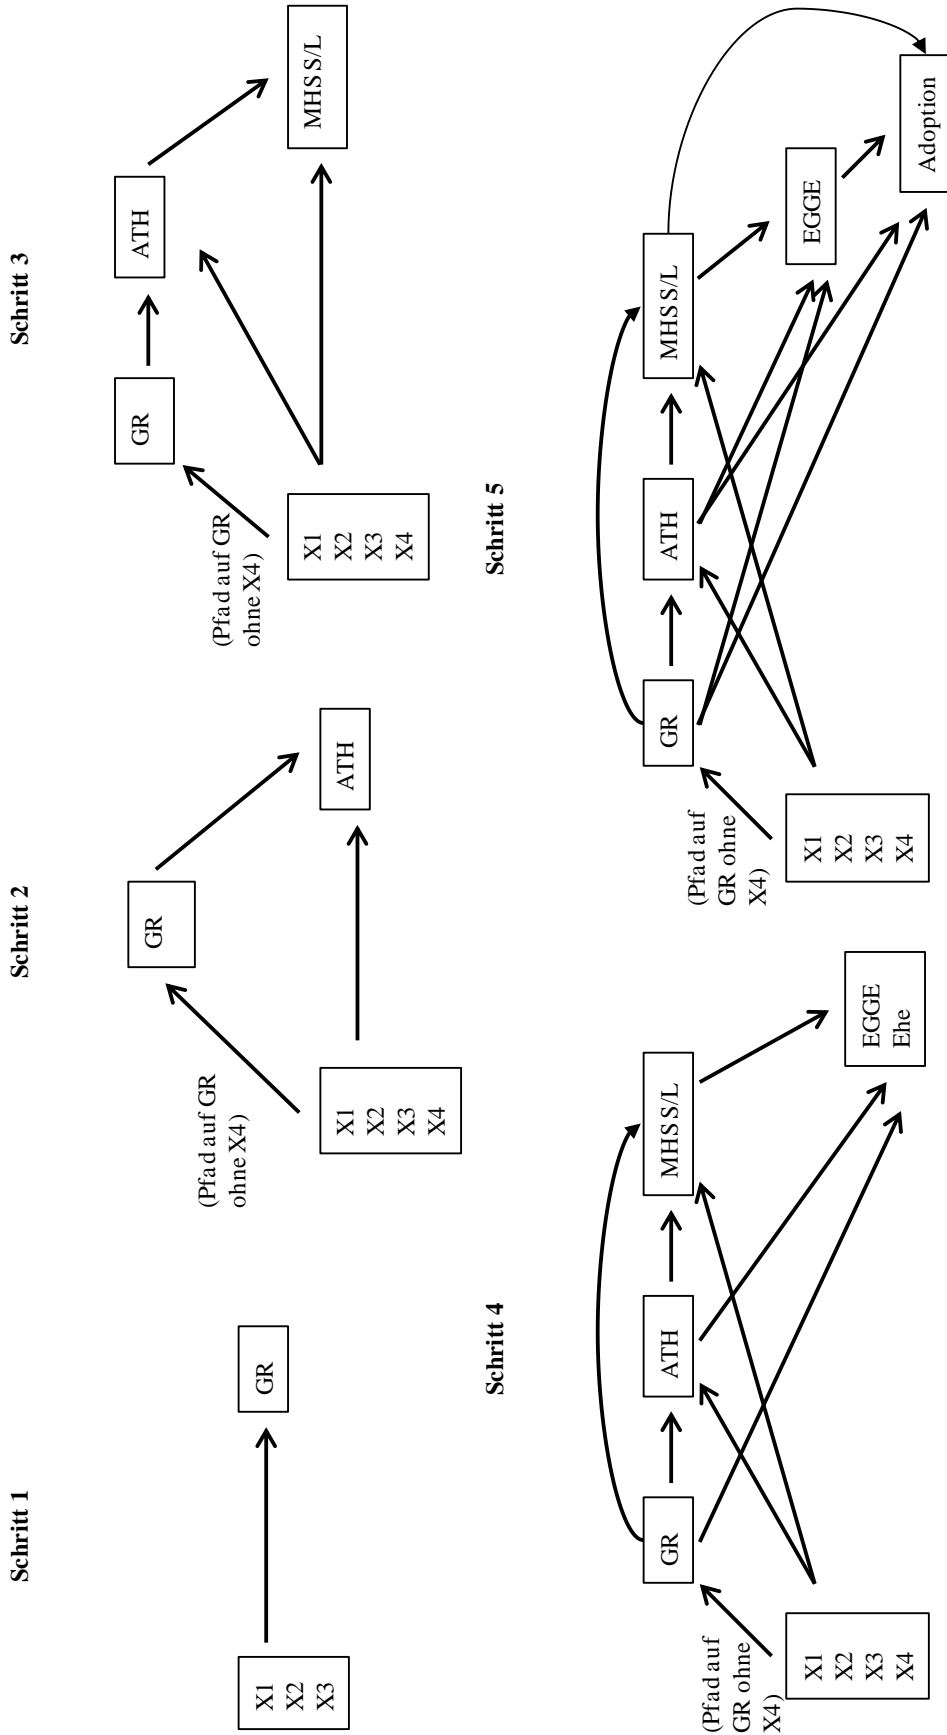 Schritt 1
X1
X2
X3
GR
Schritt 2
(Pfad auf GR
ohne X4)
X1
X2
X3
X4
GR
ATH
Schritt 3
(Pfad auf GR
ohne X4)
X1
X2
X3
X4
GR
ATH
MHS S/L
Schritt 4
(Pfad auf
GR ohne
X4)
X1
X2
X3
X4
GR
ATH
MHS S/L
EGGE
Ehe
Schritt 5
(Pfad auf
GR ohne
X4)
X1
X2
X3
X4
GR
ATH
MHS S/L
EGGE
Adoption